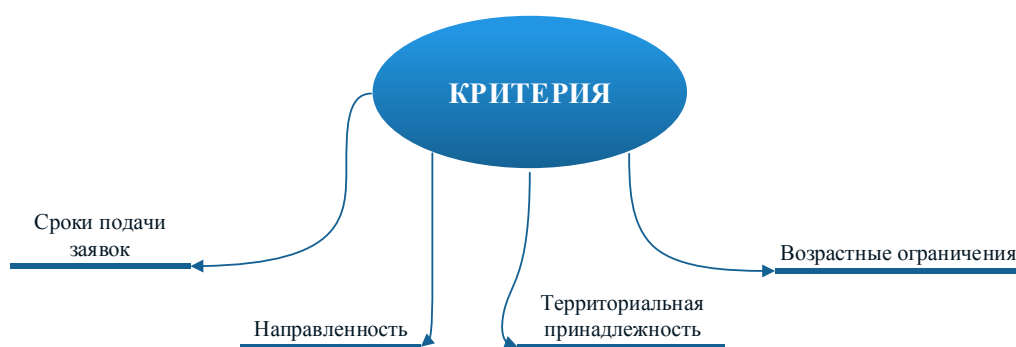 КРИТЕРИЯ
Сроки подачи
заявок
Возрастные ограничения
Направленность
Территориальная
принадлежность